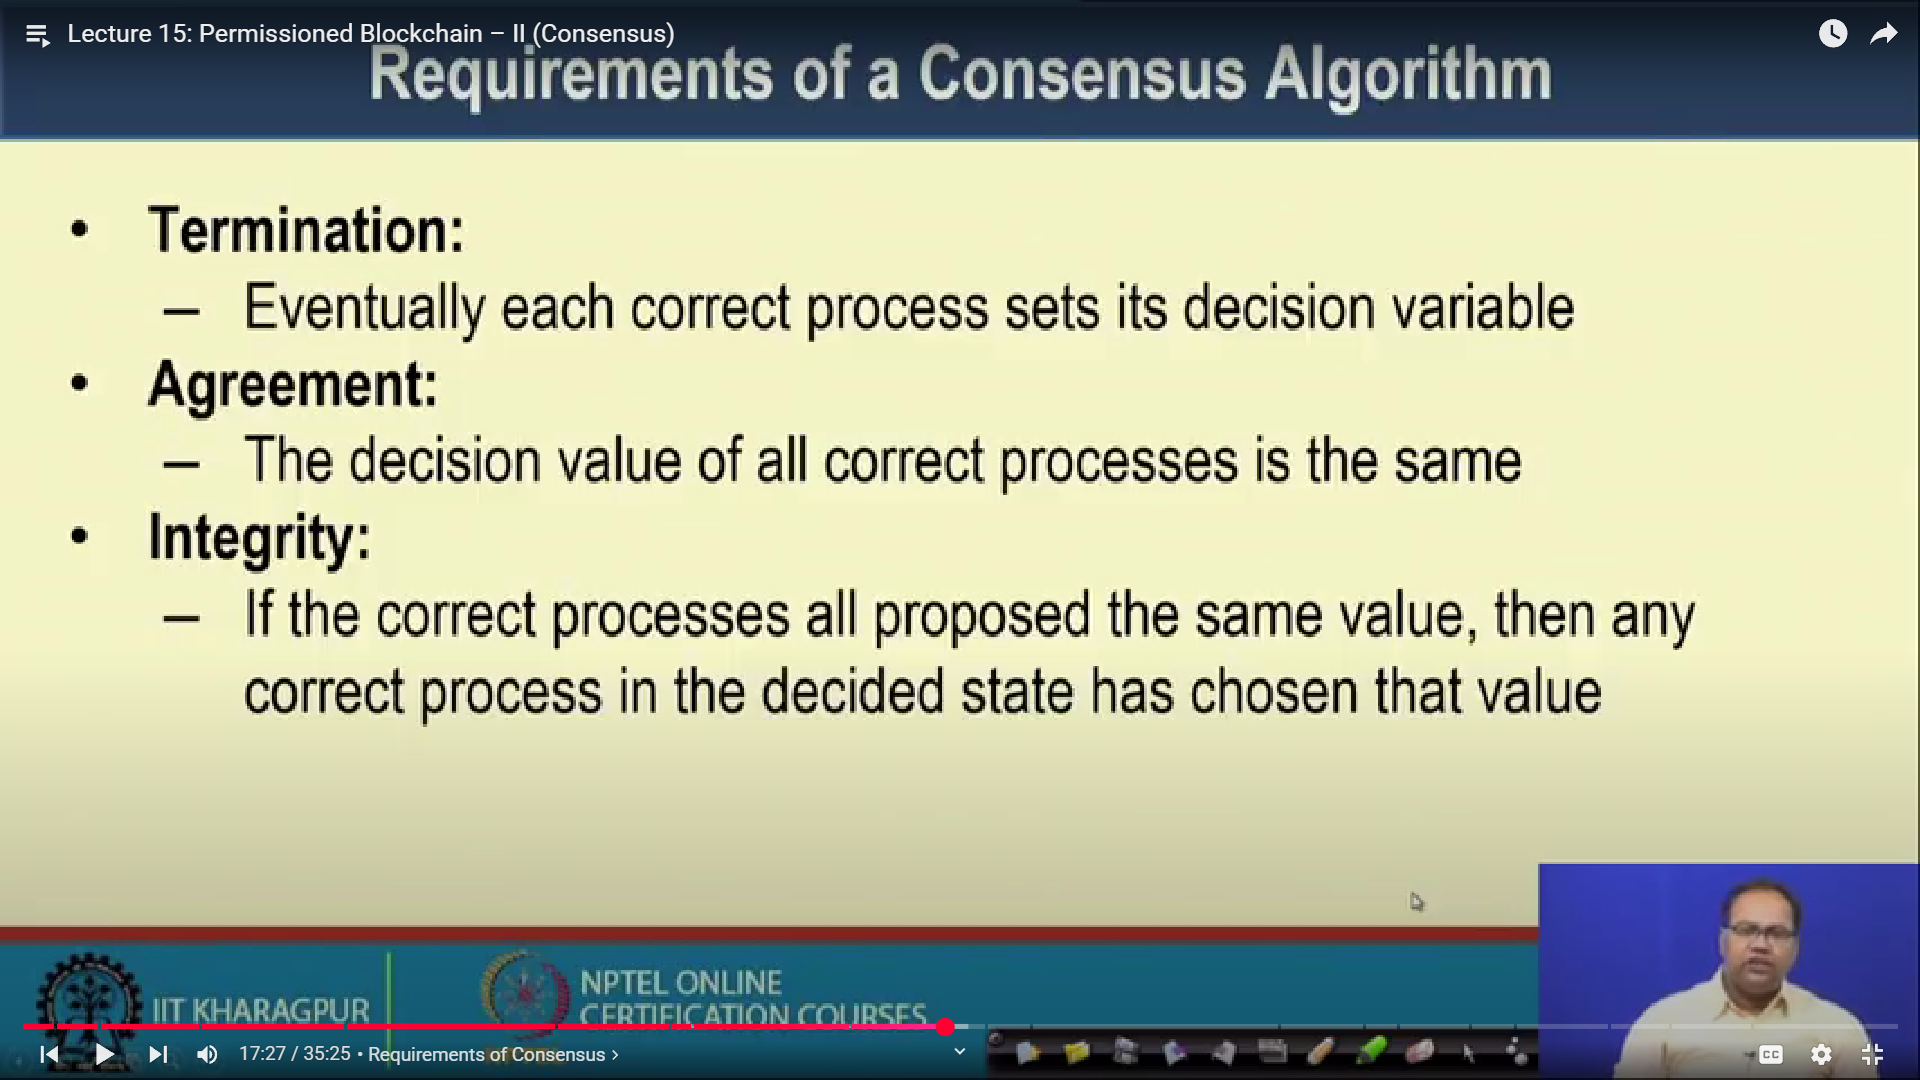 Lecture 15: Permissioned Blockchain – II (Consensus)
Requirements of a Consensus Algorithm
• Termination:
– Eventually each correct process sets its decision variable
• Agreement:
– The decision value of all correct processes is the same
• Integrity:
– If the correct processes all proposed the same value, then any
correct process in the decided state has chosen that value
IIT KHARAGPUR
NPTEL ONLINE
CERTIFICATION COURSES
17:27 / 35:25 • Requirements of Consensus ›
CC